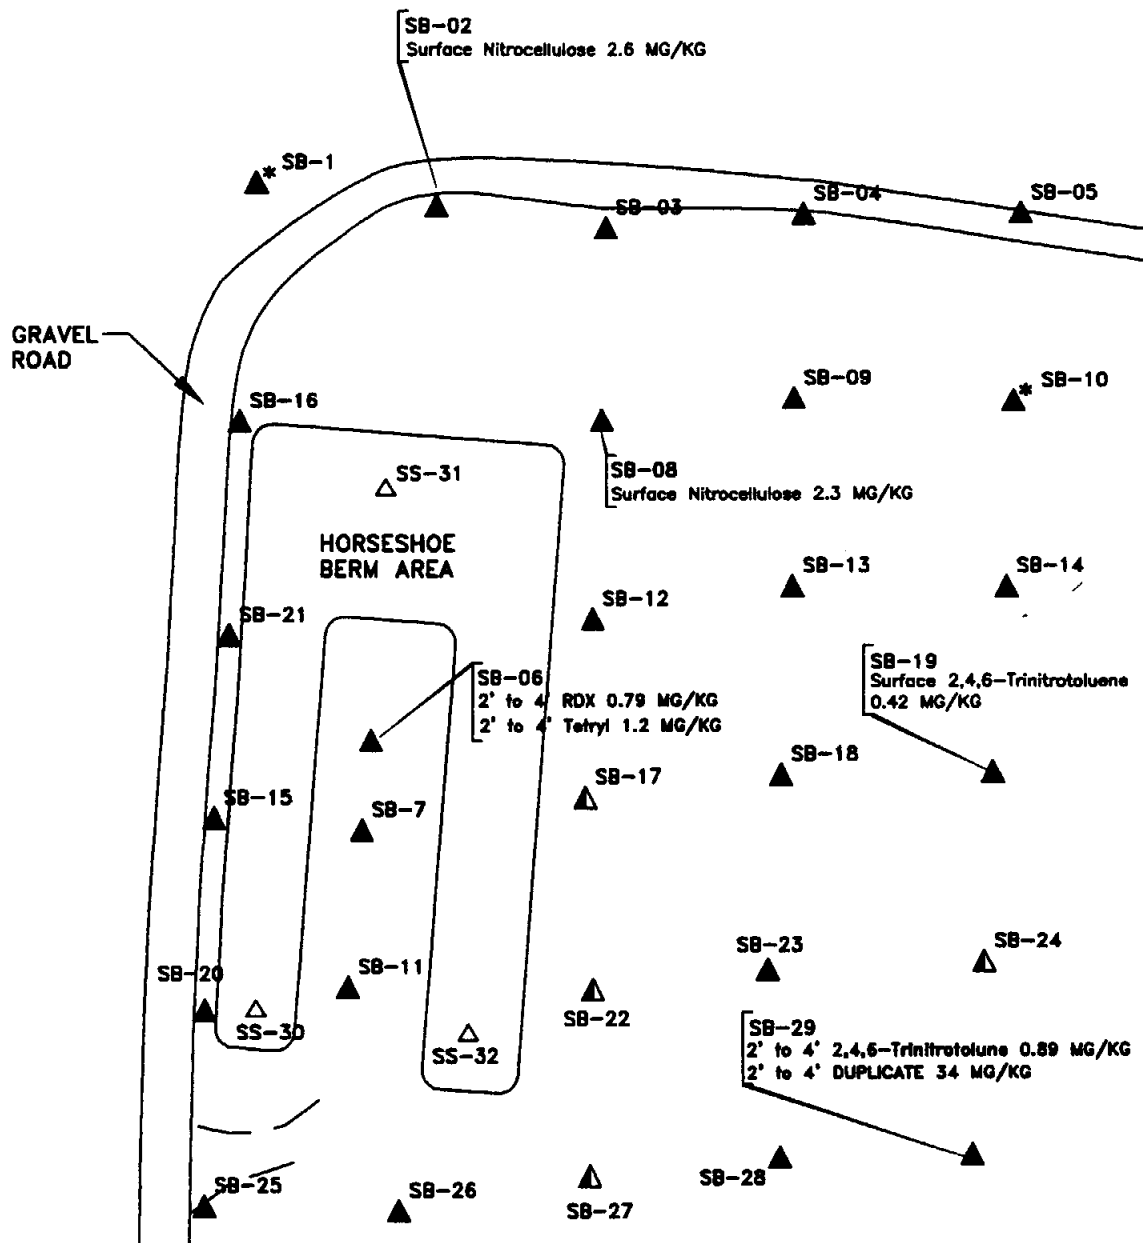 SB-02
Surface Nitrocellulose 2.6 MG/KG
* SB-1
SB-03
SB-04
SB-05
GRAVEL
ROAD
SB-16
SB-09
* SB-10
SS-31
SB-08
Surface Nitrocellulose 2.3 MG/KG
HORSESHOE
BERM AREA
SB-13
SB-14
SB-12
SB-21
SB-06
2' to 4' RDX 0.79 MG/KG
2' to 4' Tetryl 1.2 MG/KG
SB-19
Surface 2,4,6-Trinitrotoluene
0.42 MG/KG
SB-18
SB-17
SB-15
SB-7
SB-23
SB-24
SB-20
SB-11
SS-30
SS-32
SB-22
SB-29
2' to 4' 2,4,6-Trinitrotolune 0.89 MG/KG
2' to 4' DUPLICATE 34 MG/KG
SB-25
SB-26
SB-27
SB-28